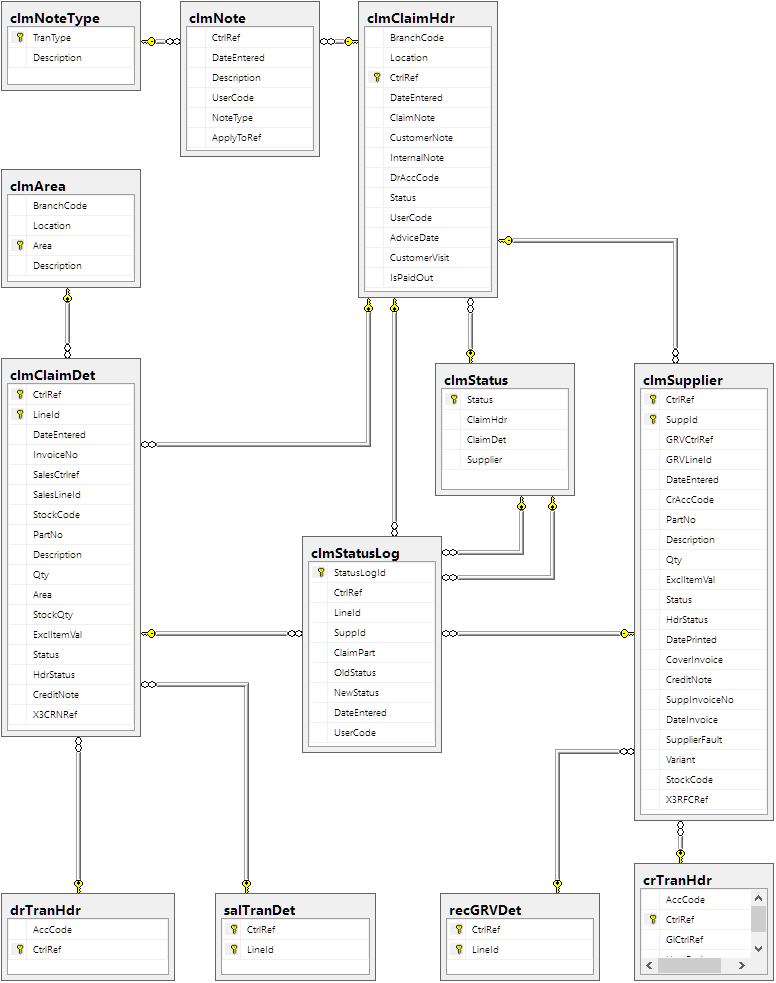 clmNoteType
TranType
Description
clmNote
CtrlRef
DateEntered
Description
UserCode
NoteType
ApplyToRef
clmClaimHdr
BranchCode
Location
CtrlRef
DateEntered
ClaimNote
CustomerNote
InternalNote
DrAccCode
Status
UserCode
AdviceDate
CustomerVisit
IsPaidOut
clmArea
BranchCode
Location
Area
Description
clmClaimDet
CtrlRef
LineId
DateEntered
InvoiceNo
SalesCtrlref
SalesLineId
StockCode
PartNo
Description
Qty
Area
StockQty
ExclItemVal
Status
HdrStatus
CreditNote
X3CRNRef
clmStatus
Status
ClaimHdr
ClaimDet
Supplier
clmSupplier
CtrlRef
SuppId
GRVCtrlRef
GRVLineId
DateEntered
CrAccCode
PartNo
Description
Qty
ExclItemVal
Status
HdrStatus
DatePrinted
CoverInvoice
CreditNote
SuppInvoiceNo
DateInvoice
SupplierFault
Variant
StockCode
X3RFCRef
clmStatusLog
StatusLogId
CtrlRef
LineId
SuppId
ClaimPart
OldStatus
NewStatus
DateEntered
UserCode
drTranHdr
AccCode
CtrlRef
salTranDet
CtrlRef
LineId
recGRVDet
CtrlRef
LineId
crTranHdr
AccCode
CtrlRef
GlCtrlRef